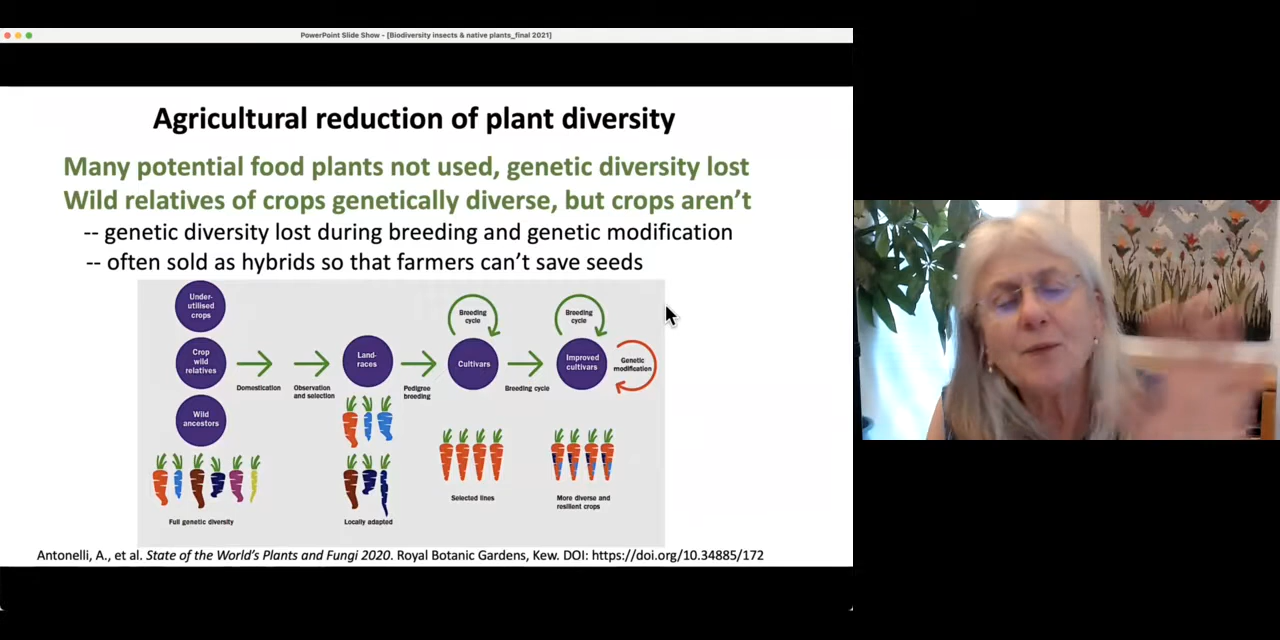 PowerPoint Slide Show - [Biodiversity insects & native plants_final 2021]
Agricultural reduction of plant diversity
Many potential food plants not used, genetic diversity lost
Wild relatives of crops genetically diverse, but crops aren't
-- genetic diversity lost during breeding and genetic modification
-- often sold as hybrids so that farmers can't save seeds
Under-
utilised
crops
Crop
wild
relatives
Wild
ancestors
Full genetic diversity
Domestication
Observation
and selection
Land-
races
Locally adapted
Pedigree
breeding
Breeding
cycle
Cultivars
Selected lines
Breeding cycle
Breeding
cycle
Improved
cultivars
Genetic
modification
More diverse and
resilient crops
Antonelli, A., et al. State of the World's Plants and Fungi 2020. Royal Botanic Gardens, Kew. DOI: https://doi.org/10.34885/172